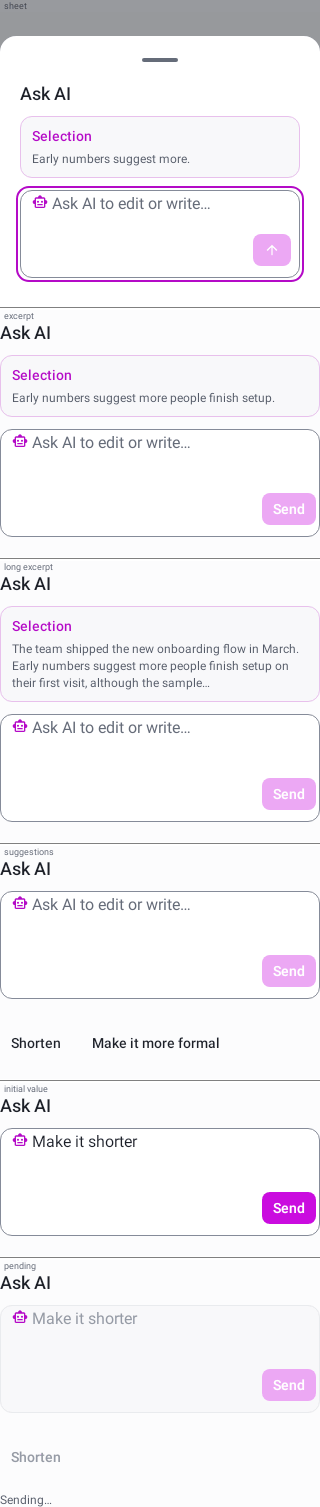 sheet
Ask AI
Selection
Early numbers suggest more.
Ask AI to edit or write…
excerpt
Ask AI
Selection
Early numbers suggest more people finish setup.
Ask AI to edit or write…
Send
long excerpt
Ask AI
Selection
The team shipped the new onboarding flow in March.
Early numbers suggest more people finish setup on
their first visit, although the sample…
Ask AI to edit or write…
Send
suggestions
Ask AI
Ask AI to edit or write…
Send
Shorten Make it more formal
initial value
Ask AI
Make it shorter
Send
pending
Ask AI
Make it shorter
Send
Shorten
Sending…